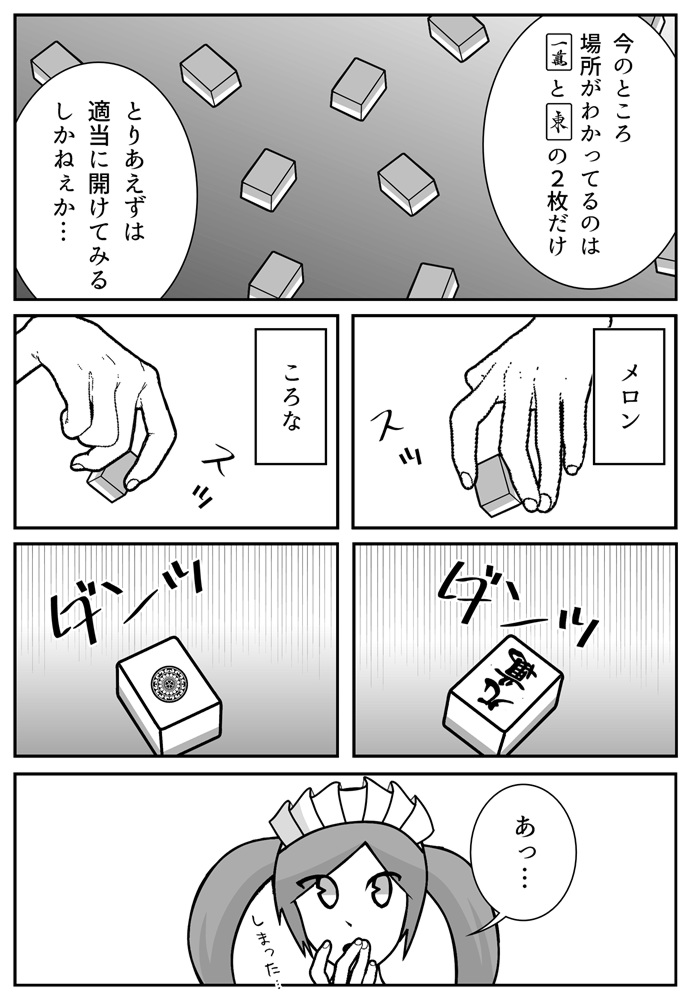 今のところ
場所がわかってるのは
一萬と東の２枚だけ
とりあえずは
適当に開けてみる
しかねぇか…
メロン
スッ
ころな
スッ
ダンッ
九萬
ダンッ
あっ…
しまった…